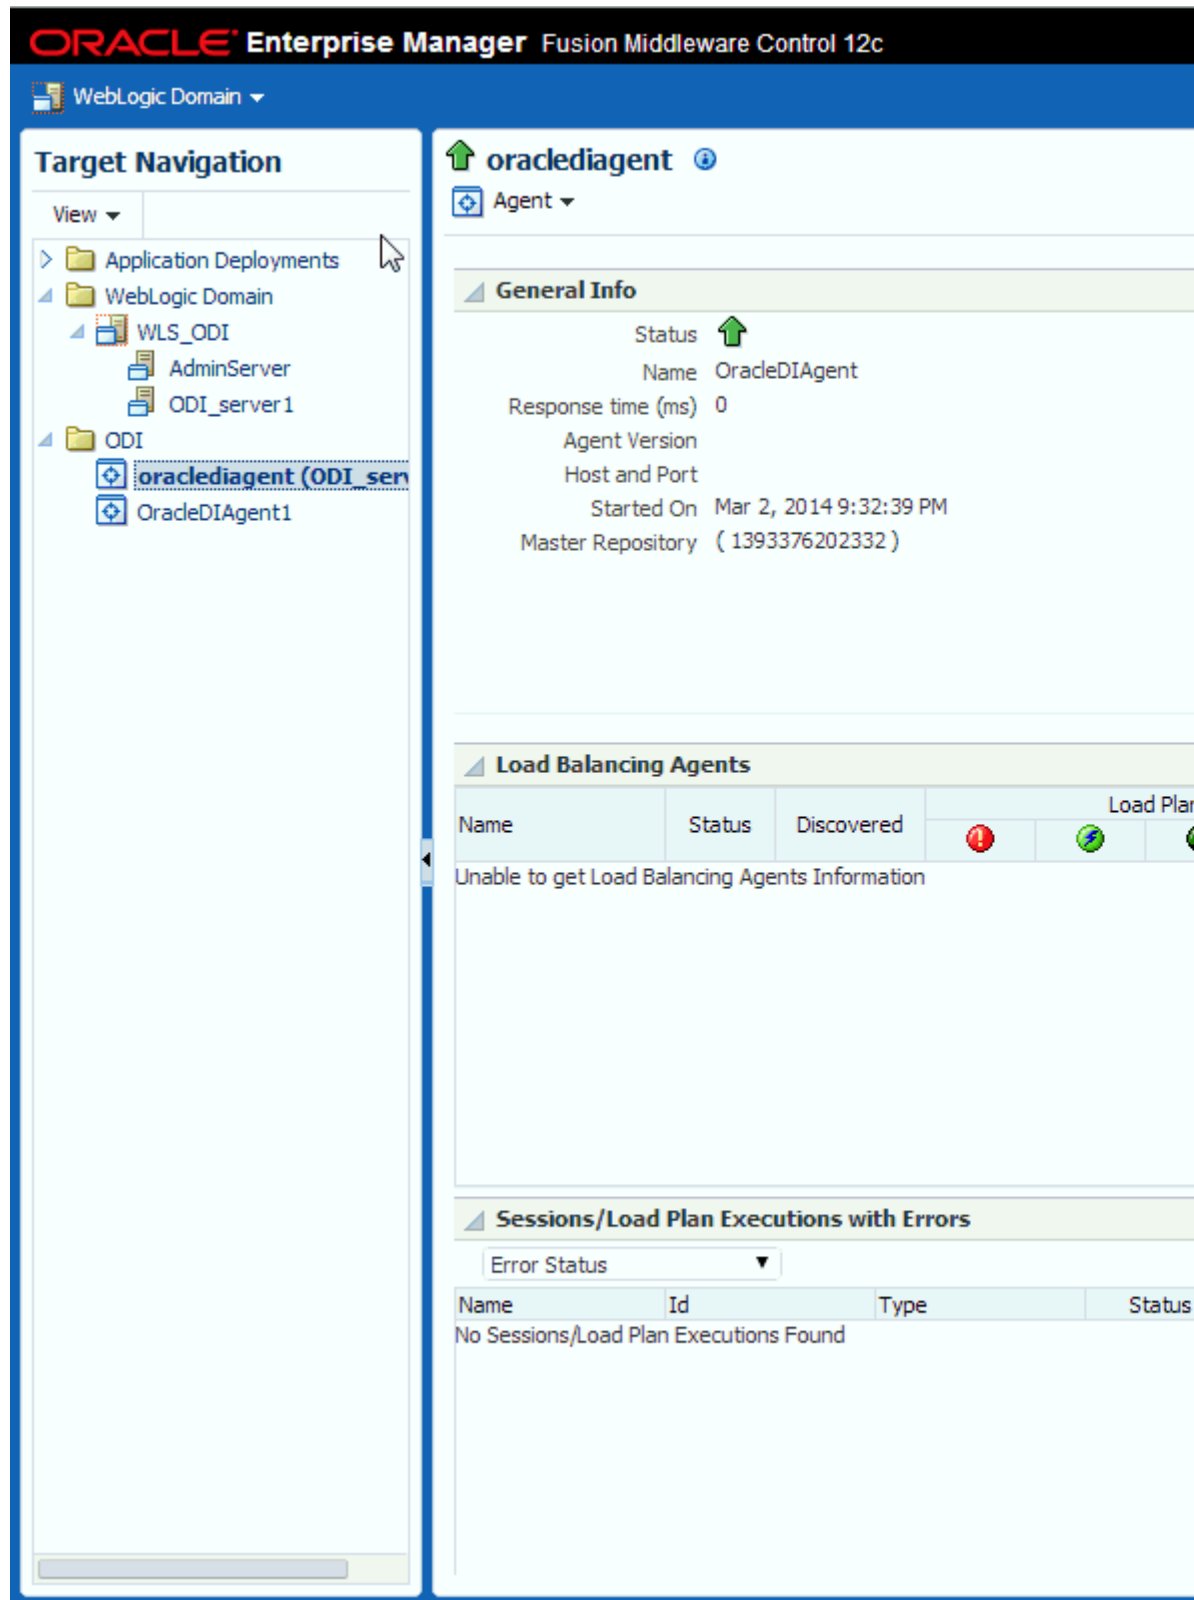 ORACLE Enterprise Manager Fusion Middleware Control 12c
WebLogic Domain
Target Navigation
View
Application Deployments
WebLogic Domain
WLS_ODI
AdminServer
ODI_server1
ODI
oraclediagent (ODI_serv
OracleDIAgent1
oraclediagent
Agent
General Info
Status
Name OracleDIAgent
Response time (ms) 0
Agent Version
Host and Port
Started On Mar 2, 2014 9:32:39 PM
Master Repository ( 1393376202332 )
Load Balancing Agents
Name Status Discovered Load Plan
Unable to get Load Balancing Agents Information
Sessions/Load Plan Executions with Errors
Error Status
Name Id Type Status
No Sessions/Load Plan Executions Found